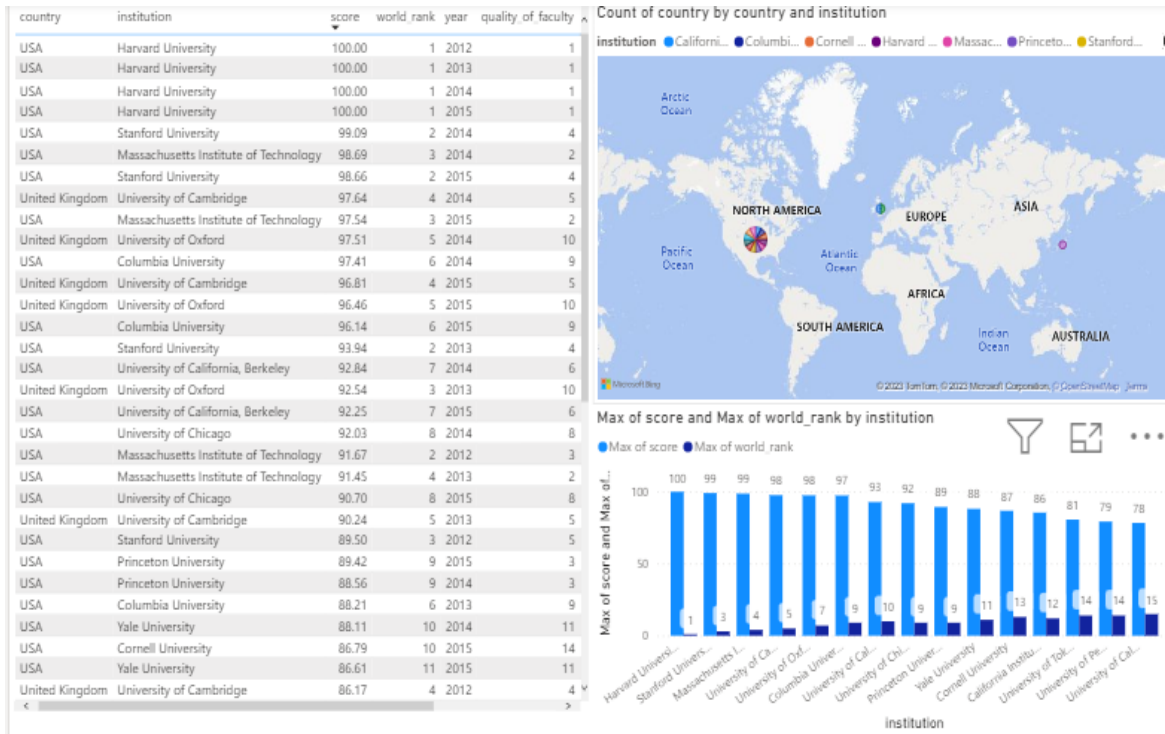 country institution score world_rank year quality_of_faculty
USA Harvard University 100.00 1 2012 1
USA Harvard University 100.00 1 2013 1
USA Harvard University 100.00 1 2014 1
USA Harvard University 100.00 1 2015 1
USA Stanford University 99.09 2 2014 4
USA Massachusetts Institute of Technology 98.69 3 2014 2
USA Stanford University 98.66 2 2015 4
United Kingdom University of Cambridge 97.64 4 2014 5
USA Massachusetts Institute of Technology 97.54 3 2015 2
United Kingdom University of Oxford 97.51 5 2014 10
USA Columbia University 97.41 6 2014 9
United Kingdom University of Cambridge 96.81 4 2015 5
United Kingdom University of Oxford 96.46 5 2015 10
USA Columbia University 96.14 6 2015 9
USA Stanford University 93.94 2 2013 4
USA University of California, Berkeley 92.84 7 2014 6
United Kingdom University of Oxford 92.54 3 2013 10
USA University of California, Berkeley 92.25 7 2015 6
USA University of Chicago 92.03 8 2014 8
USA Massachusetts Institute of Technology 91.67 2 2012 3
USA Massachusetts Institute of Technology 91.45 4 2013 2
USA University of Chicago 90.70 8 2015 8
United Kingdom University of Cambridge 90.24 5 2013 5
USA Stanford University 89.50 3 2012 5
USA Princeton University 89.42 9 2015 3
USA Princeton University 88.56 9 2014 3
USA Columbia University 88.21 6 2013 9
USA Yale University 88.11 10 2014 11
USA Cornell University 86.79 10 2015 14
USA Yale University 86.61 11 2015 11
United Kingdom University of Cambridge 86.17 4 2012 4
Count of country by country and institution
institution Californi... Columbi... Cornell ... Harvard ... Massac... Princeto... Stanford...
Arctic
Ocean
NORTH AMERICA
EUROPE
ASIA
Pacific
Ocean
Atlantic
Ocean
AFRICA
SOUTH AMERICA
Indian
Ocean
AUSTRALIA
Microsoft Bing
© 2023 TomTom, © 2023 Microsoft Corporation, © OpenStreetMap Terms
Max of score and Max of world_rank by institution
Max of score Max of world_rank
Max of score and Max of...
100
50
0
100 99 99 98 98 97 93 92 89 88 87 86 81 79 78
1 3 4 5 7 9 10 9 9 11 13 12 14 14 15
Harvard Universi...
Stanford Univers...
Massachusetts I...
University of Ca...
University of Oxf...
Columbia Univer...
University of Cal...
University of Chi...
Princeton Univer...
Yale University
Cornell University
California Institu...
University of Tok...
University of Pe...
University of Cal...
institution